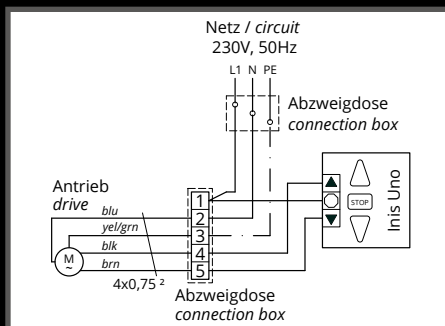 Netz / circuit
230V, 50Hz
L1 N PE
Abzweigdose
connection box
Antrieb
drive
blu
yel/grn
blk
brn
M
~
4x0,75 ²
1
2
3
4
5
Abzweigdose
connection box
STOP
Inis Uno